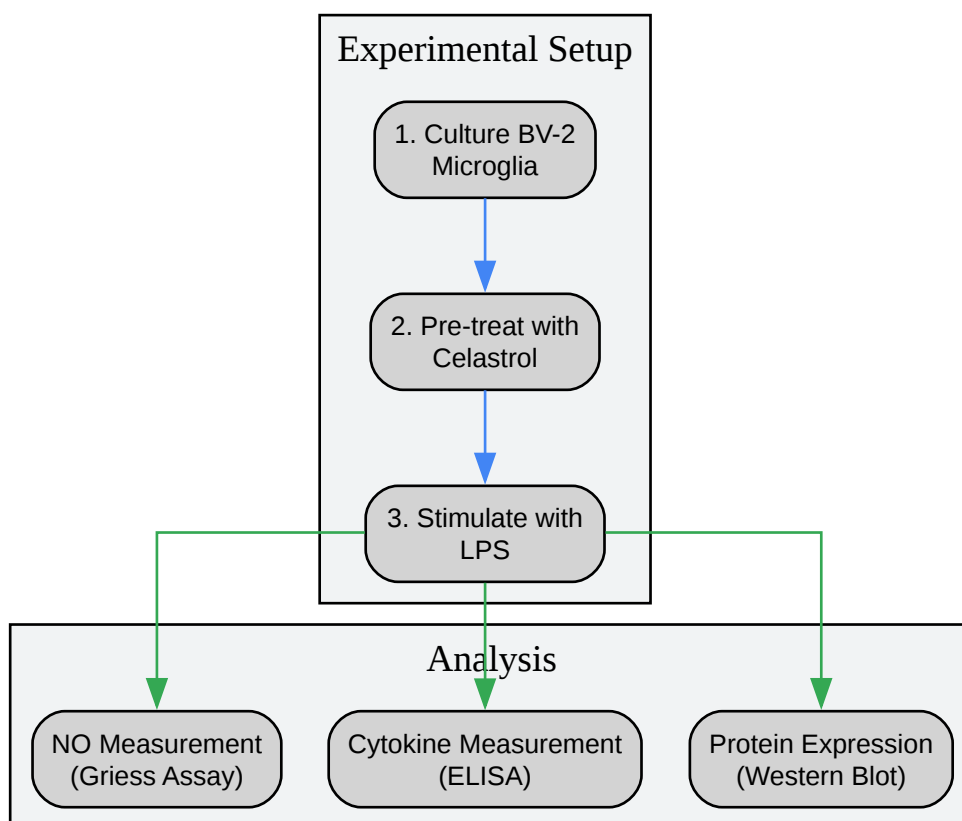 Experimental Setup
1. Culture BV-2
Microglia
2. Pre-treat with
Celastrol
3. Stimulate with
LPS
Analysis
NO Measurement
(Griess Assay)
Cytokine Measurement
(ELISA)
Protein Expression
(Western Blot)